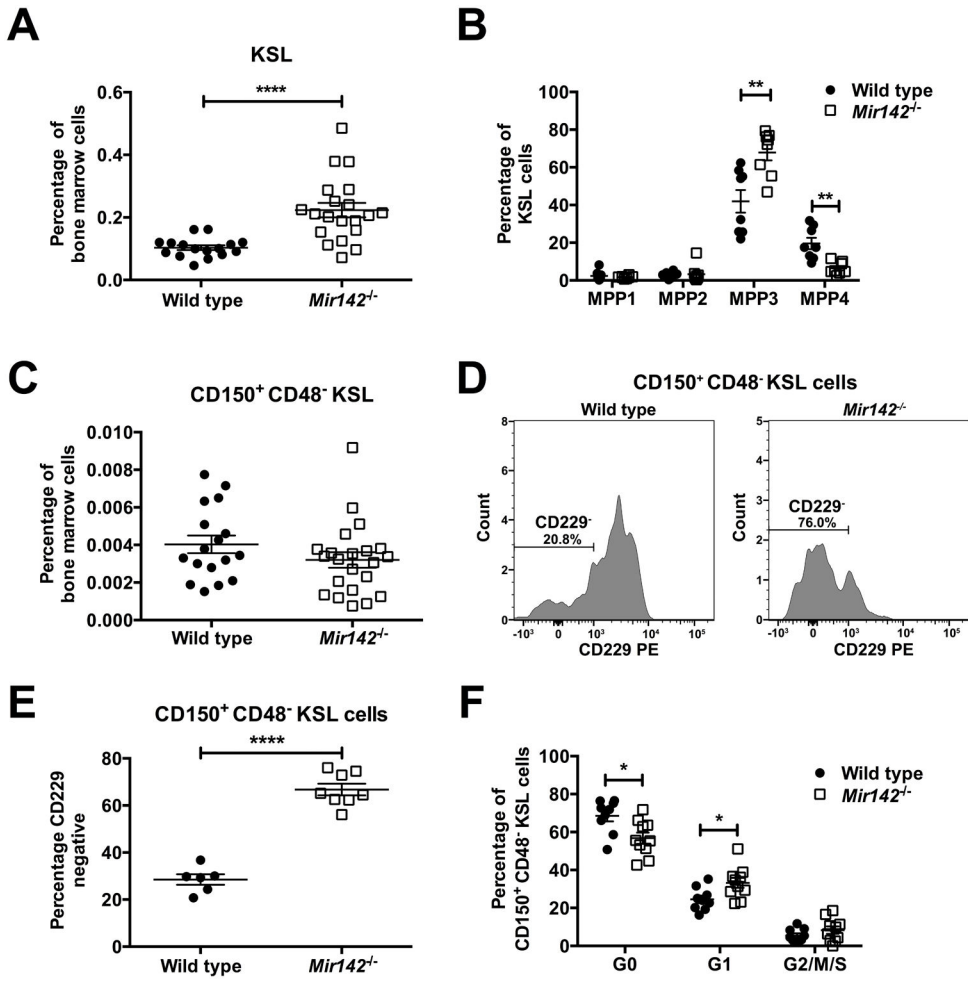 A
KSL
****
Percentage of
bone marrow cells
0.6
0.4
0.2
0.0
Wild type
Mir142⁻/⁻
B
Percentage of
KSL cells
100
80
60
40
20
0
**
**
Wild type
Mir142⁻/⁻
MPP1
MPP2
MPP3
MPP4
C
CD150⁺ CD48⁻ KSL
Percentage of
bone marrow cells
0.010
0.008
0.006
0.004
0.002
0.000
Wild type
Mir142⁻/⁻
D
CD150⁺ CD48⁻ KSL cells
Wild type
Count
8
6
4
2
0
CD229⁻
20.8%
-10³ 0 10³ 10⁴ 10⁵
CD229 PE
Mir142⁻/⁻
Count
5
4
3
2
1
0
CD229⁻
76.0%
-10³ 0 10³ 10⁴ 10⁵
CD229 PE
E
CD150⁺ CD48⁻ KSL cells
****
Percentage CD229
negative
80
60
40
20
0
Wild type
Mir142⁻/⁻
F
Percentage of
CD150⁺ CD48⁻ KSL cells
100
80
60
40
20
0
*
*
Wild type
Mir142⁻/⁻
G0
G1
G2/M/S